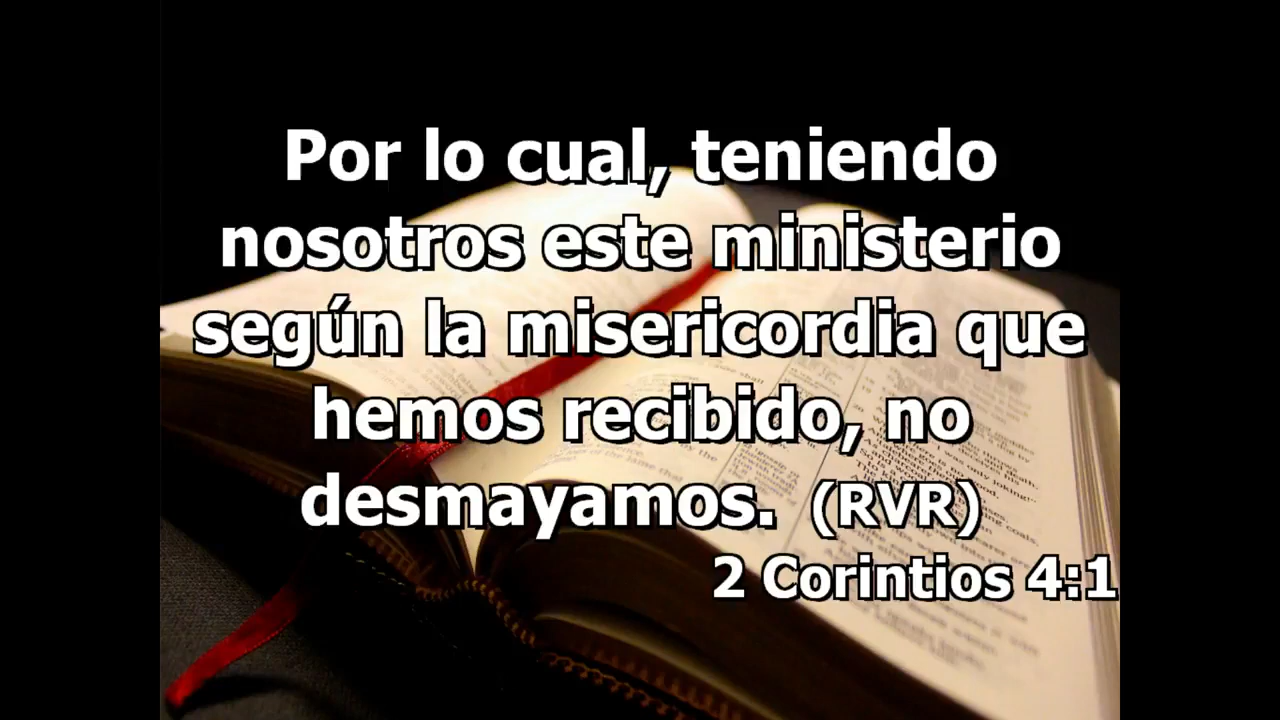 Por lo cual, teniendo
nosotros este ministerio
según la misericordia que
hemos recibido, no
desmayamos. (RVR)
2 Corintios 4:1